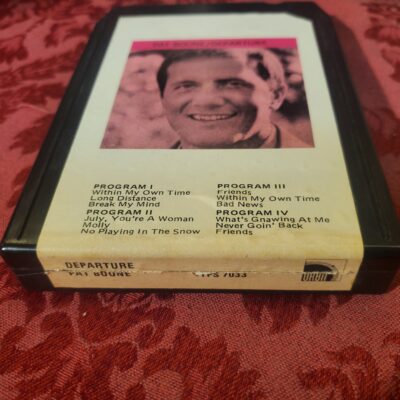 PAT BOONE/DEPARTURE
PROGRAM I
Within My Own Time
Long Distance
Break My Mind
PROGRAM II
July, You're A Woman
Molly
No Playing In The Snow
PROGRAM III
Friends
Within My Own Time
Bad News
PROGRAM IV
What's Gnawing At Me
Never Goin' Back
Friends
DEPARTURE
PAT BOONE
7033